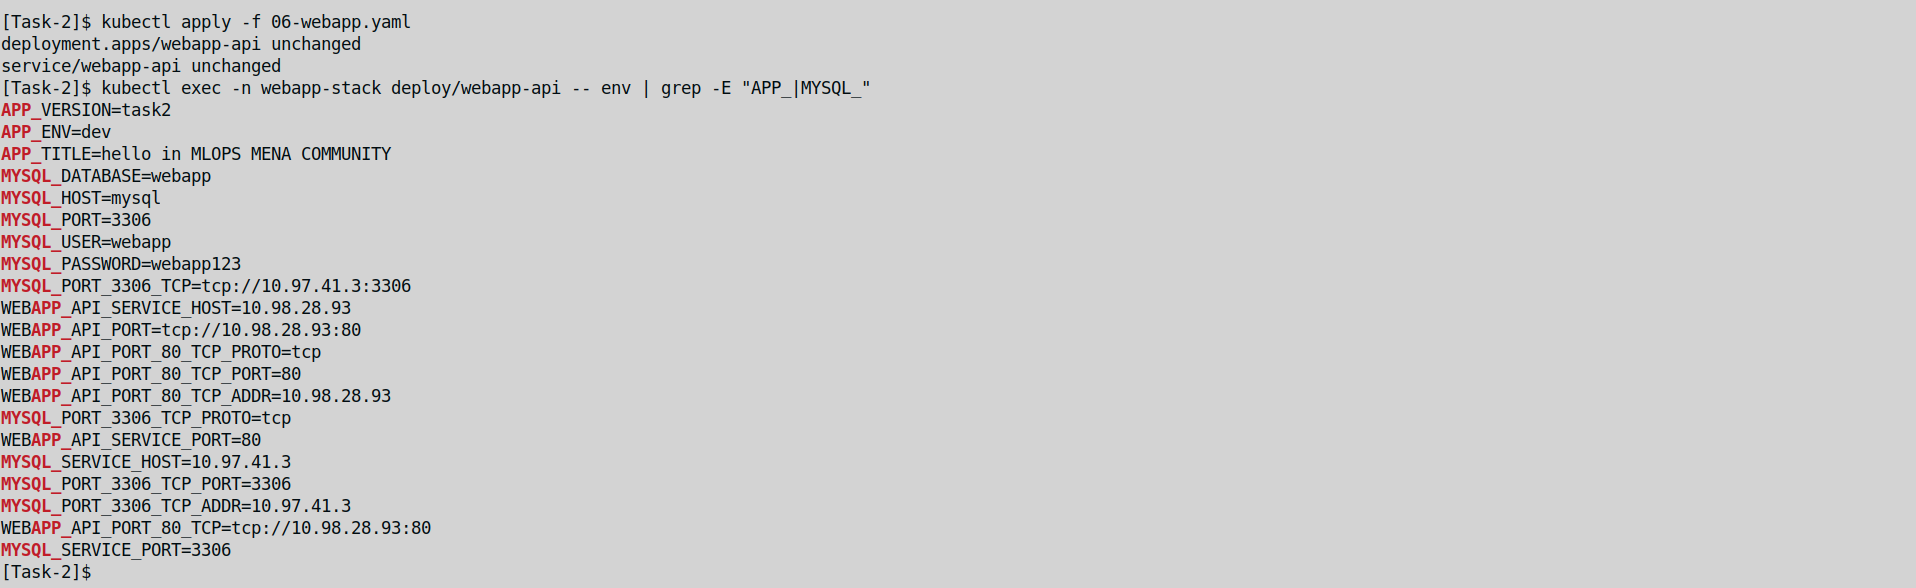 [Task-2]$ kubectl apply -f 06-webapp.yaml
deployment.apps/webapp-api unchanged
service/webapp-api unchanged
[Task-2]$ kubectl exec -n webapp-stack deploy/webapp-api -- env | grep -E "APP_|MYSQL_"
APP_VERSION=task2
APP_ENV=dev
APP_TITLE=hello in MLOPS MENA COMMUNITY
MYSQL_DATABASE=webapp
MYSQL_HOST=mysql
MYSQL_PORT=3306
MYSQL_USER=webapp
MYSQL_PASSWORD=webapp123
MYSQL_PORT_3306_TCP=tcp://10.97.41.3:3306
WEBAPP_API_SERVICE_HOST=10.98.28.93
WEBAPP_API_PORT=tcp://10.98.28.93:80
WEBAPP_API_PORT_80_TCP_PROTO=tcp
WEBAPP_API_PORT_80_TCP_PORT=80
WEBAPP_API_PORT_80_TCP_ADDR=10.98.28.93
MYSQL_PORT_3306_TCP_PROTO=tcp
WEBAPP_API_SERVICE_PORT=80
MYSQL_SERVICE_HOST=10.97.41.3
MYSQL_PORT_3306_TCP_PORT=3306
MYSQL_PORT_3306_TCP_ADDR=10.97.41.3
WEBAPP_API_PORT_80_TCP=tcp://10.98.28.93:80
MYSQL_SERVICE_PORT=3306
[Task-2]$